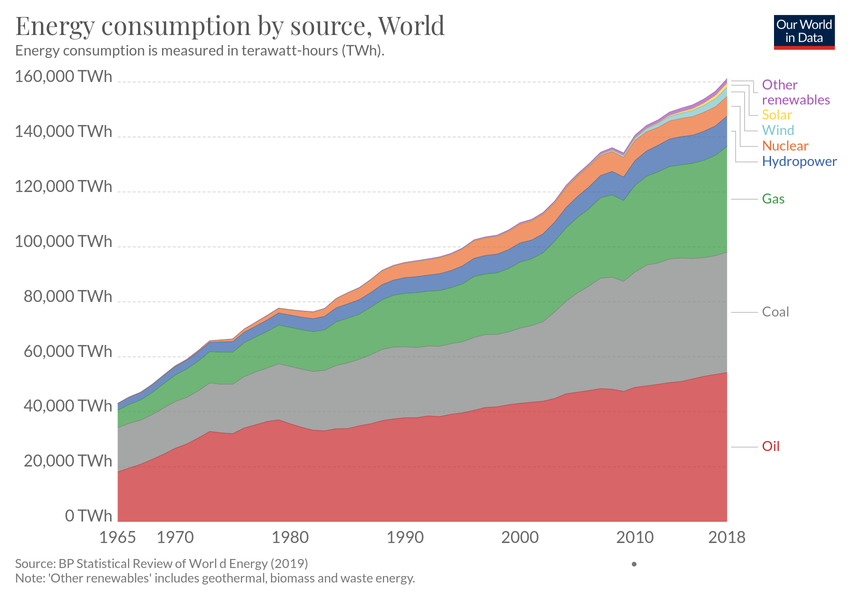 Energy consumption by source, World
Energy consumption is measured in terawatt-hours (TWh).
Our World
in Data
160,000 TWh
140,000 TWh
120,000 TWh
100,000 TWh
80,000 TWh
60,000 TWh
40,000 TWh
20,000 TWh
0 TWh
Other
renewables
Solar
Wind
Nuclear
Hydropower
Gas
Coal
Oil
1965 1970 1980 1990 2000 2010 2018
Source: BP Statistical Review of World Energy (2019)
Note: 'Other renewables' includes geothermal, biomass and waste energy.